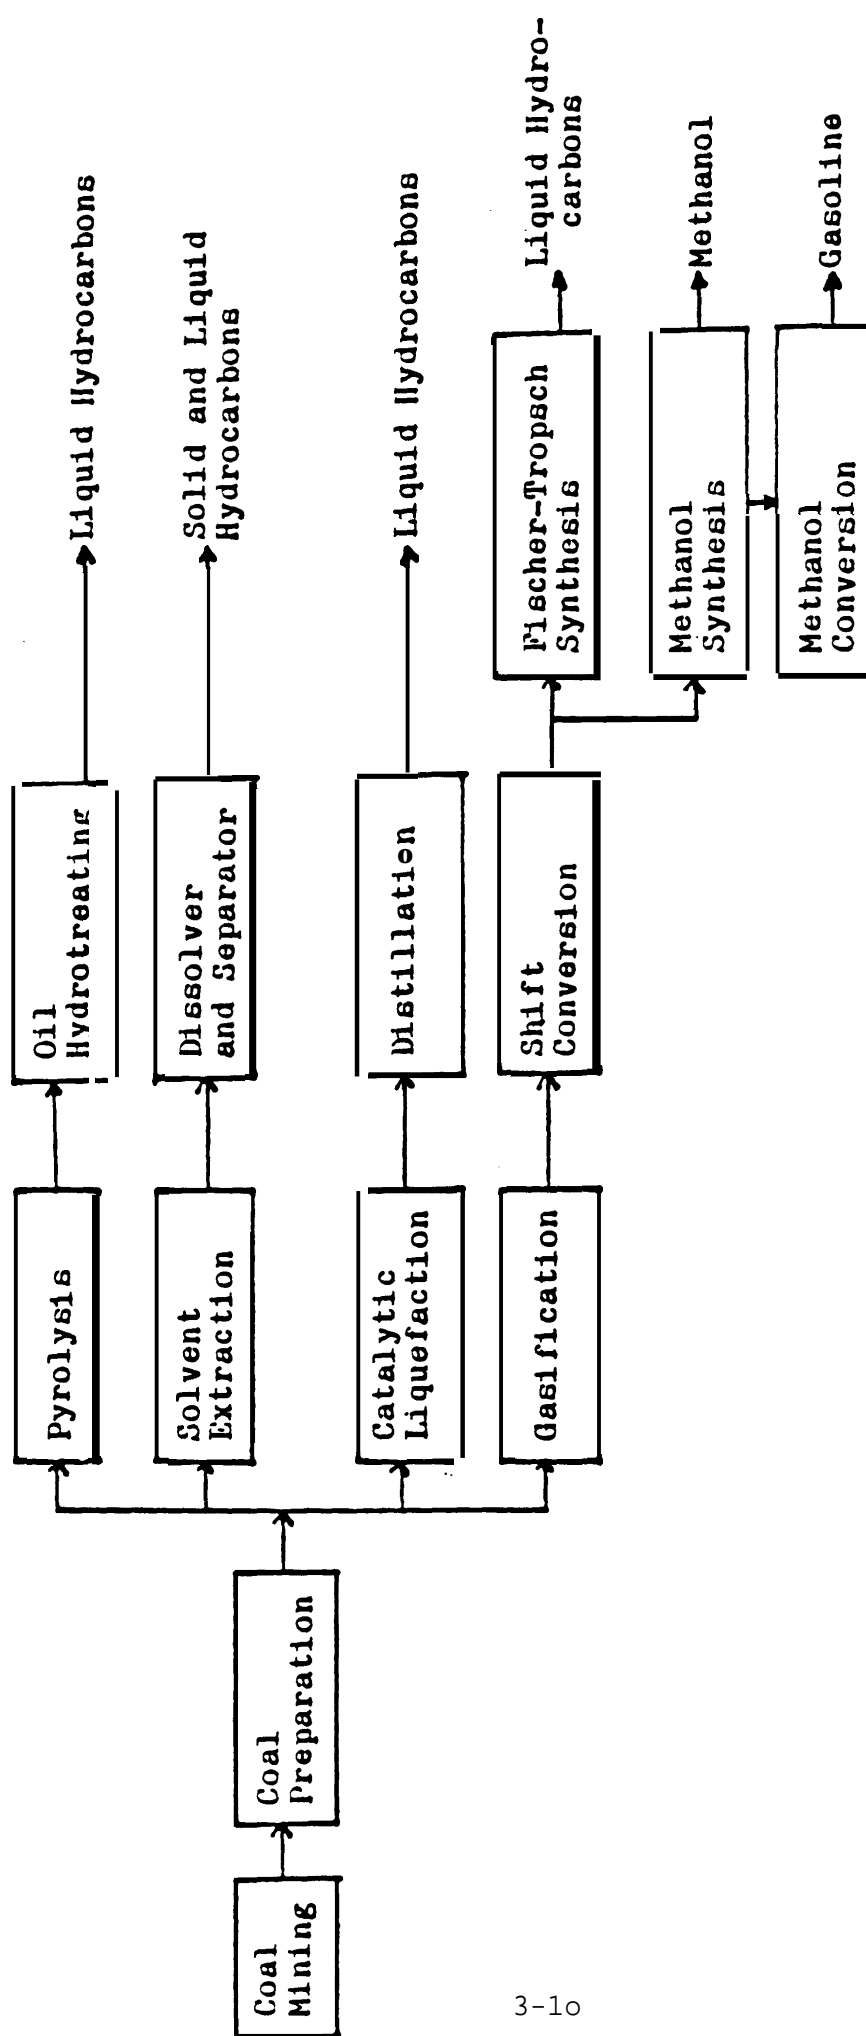 Coal
Mining
Coal
Preparation
Pyrolysis
Oil
Hydrotreating
Liquid Hydrocarbons
Solvent
Extraction
Dissolver
and Separator
Solid and Liquid
Hydrocarbons
Catalytic
Liquefaction
Distillation
Liquid Hydrocarbons
Gasification
Shift
Conversion
Fischer-Tropsch
Synthesis
Liquid Hydro-
carbons
Methanol
Synthesis
Methanol
Methanol
Conversion
Gasoline
3-1o